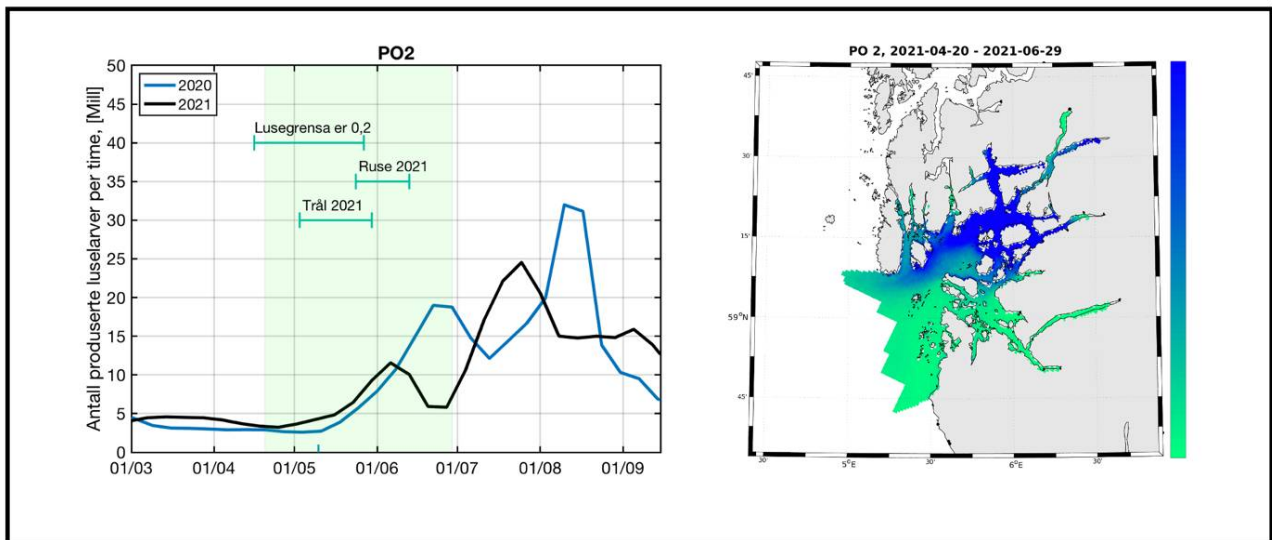 PO2
50
45
40
35
30
25
20
15
10
5
0
Antall produserte luselarver per time, [Mill]
2020
2021
Lusegrensa er 0,2
Ruse 2021
Trål 2021
01/03 01/04 01/05 01/06 01/07 01/08 01/09
PO 2, 2021-04-20 - 2021-06-29
45'
30'
15'
59°N
45'
30' 5°E 30' 6°E 30'